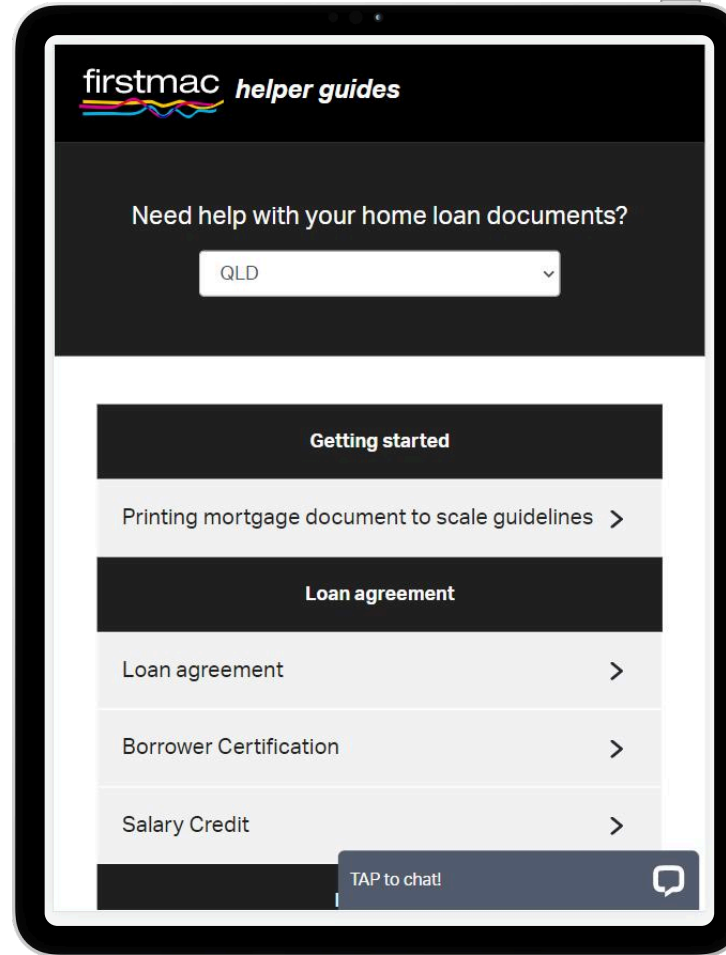 firstmac helper guides
Need help with your home loan documents?
QLD
Getting started
Printing mortgage document to scale guidelines
Loan agreement
Loan agreement
Borrower Certification
Salary Credit
TAP to chat!